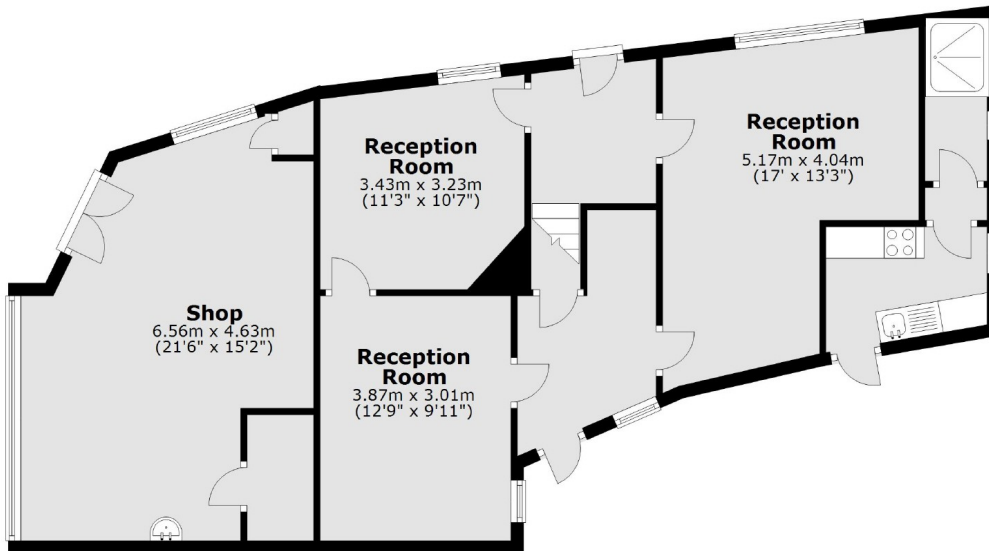 Reception
Room
3.43m x 3.23m
(11'3" x 10'7")
Reception
Room
5.17m x 4.04m
(17' x 13'3")
Shop
6.56m x 4.63m
(21'6" x 15'2")
Reception
Room
3.87m x 3.01m
(12'9" x 9'11")